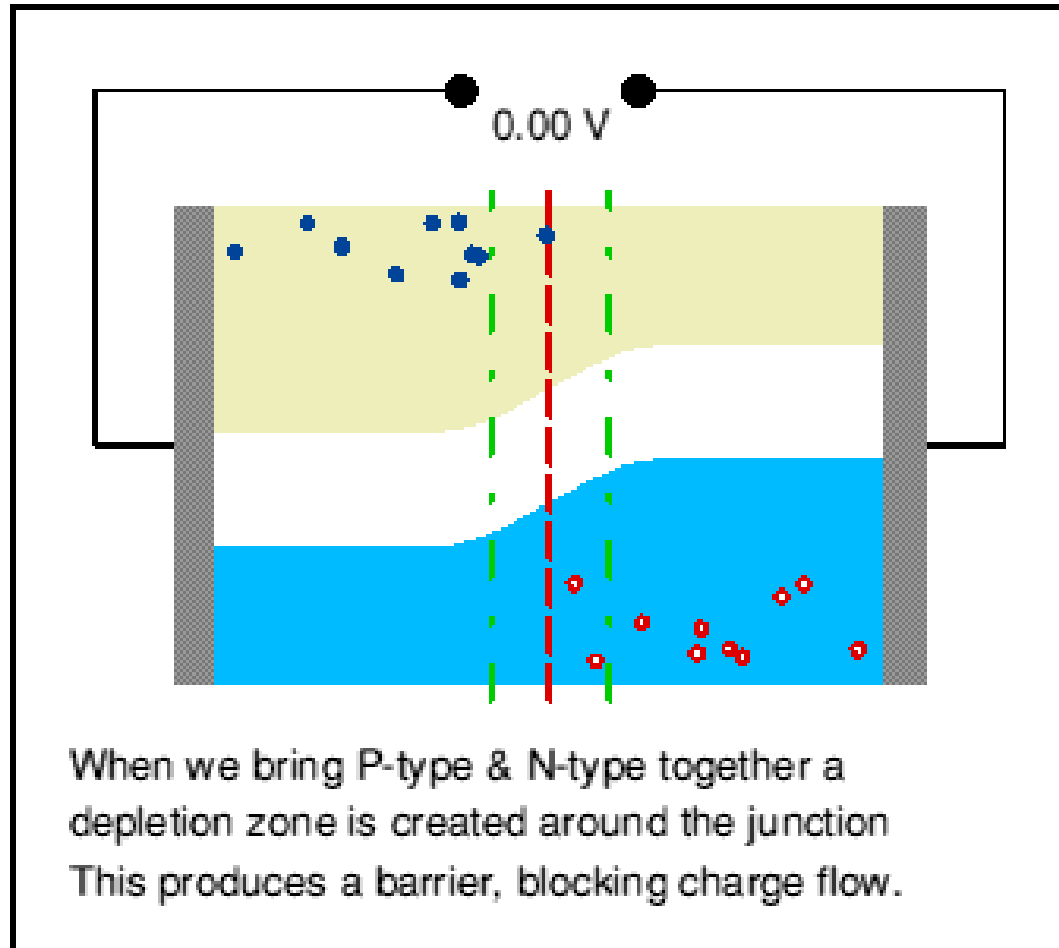 0.00 V
When we bring P-type & N-type together a
depletion zone is created around the junction
This produces a barrier, blocking charge flow.